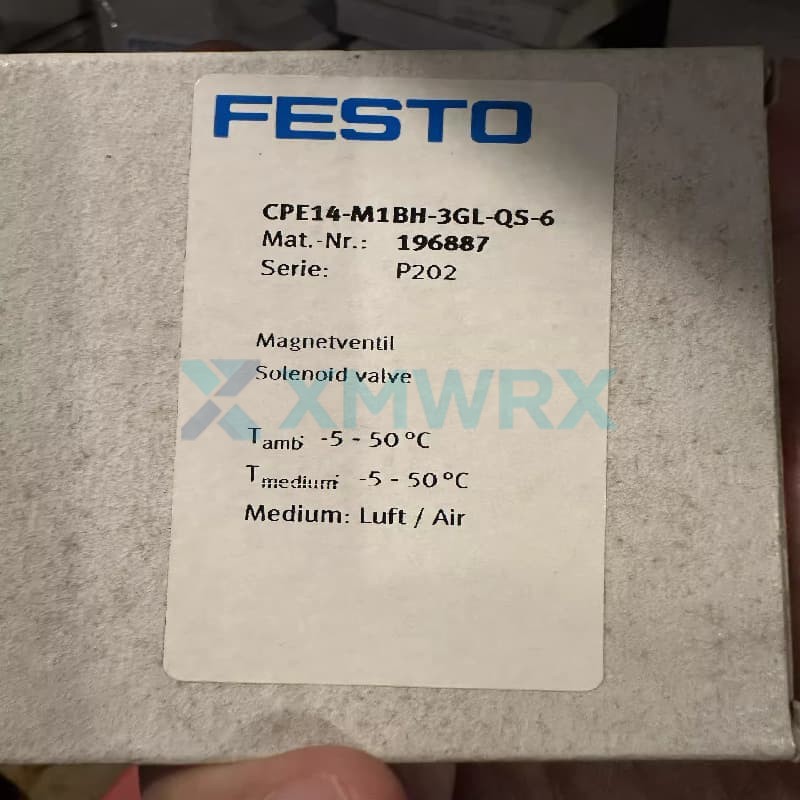 FESTO
CPE14-M1BH-3GL-QS-6
Mat.-Nr.: 196887
Serie: P202
Magnetventil
Solenoid valve
XMWRX
Tamb: -5 - 50 °C
Tmedium: -5 - 50 °C
Medium: Luft / Air